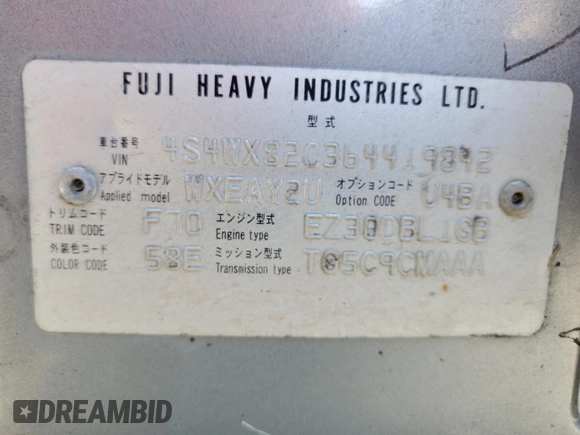 FUJI HEAVY INDUSTRIES LTD.
型式
車台番号
VIN 4S4WX82C364419842
アプライドモデル オプションコード
Applied model WXEAY2U Option CODE U4BA
トリムコード エンジン型式
TRIM CODE F70 Engine type EZ30DBL1GB
外装色コード ミッション型式
COLOR CODE 58E Transmission type TG5C9CMAAA
DREAMBID